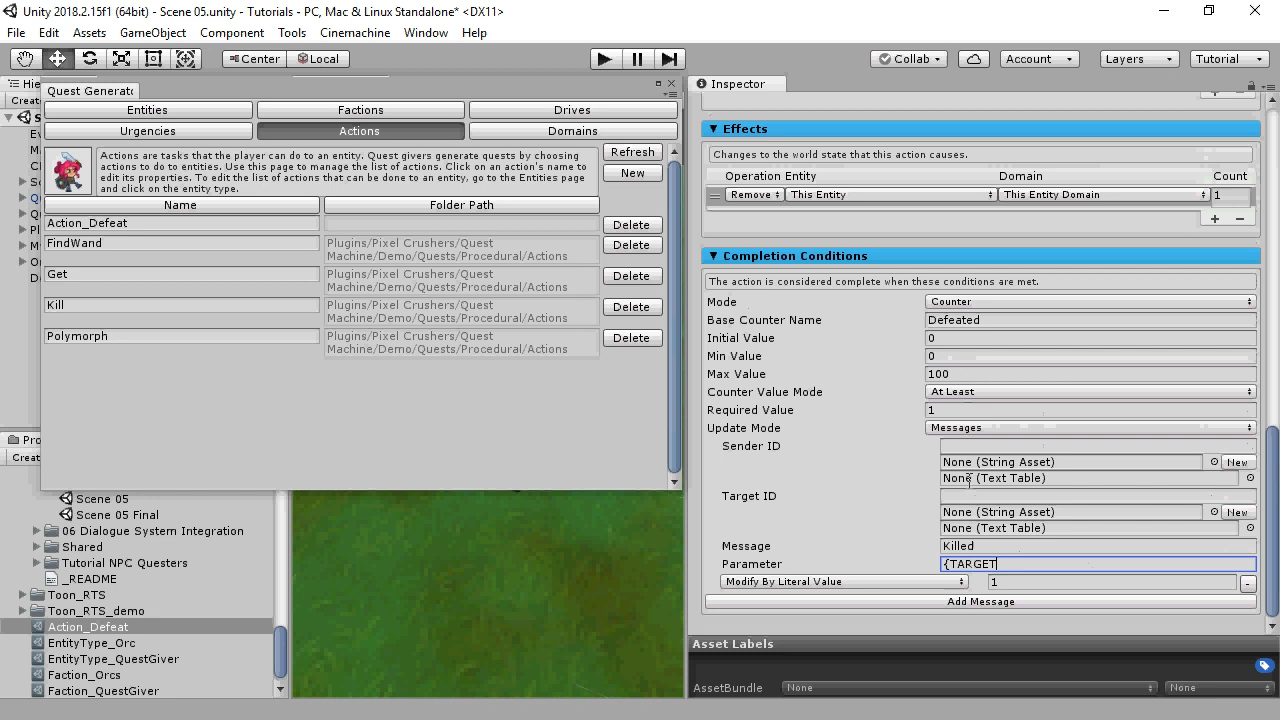 Unity 2018.2.15f1 (64bit) - Scene 05.unity - Tutorials - PC, Mac & Linux Standalone* <DX11>
File Edit Assets GameObject Component Tools Cinemachine Window Help
Center Local Collab Account Layers Tutorial
Quest Generato
Entities Factions Drives
Urgencies Actions Domains
Actions are tasks that the player can do to an entity. Quest givers generate quests by choosing
actions to do to entities. Use this page to manage the list of actions. Click on an action's name to
edit its properties. To edit the list of actions that can be done to an entity, go to the Entities page
and click on the entity type.
Refresh
New
Name Folder Path
Action_Defeat Delete
FindWand Plugins/Pixel Crushers/Quest
Machine/Demo/Quests/Procedural/Actions Delete
Get Plugins/Pixel Crushers/Quest
Machine/Demo/Quests/Procedural/Actions Delete
Kill Plugins/Pixel Crushers/Quest
Machine/Demo/Quests/Procedural/Actions Delete
Polymorph Plugins/Pixel Crushers/Quest
Machine/Demo/Quests/Procedural/Actions Delete
Scene 05
Scene 05 Final
06 Dialogue System Integration
Shared
Tutorial NPC Questers
_README
Toon_RTS
Toon_RTS_demo
Action_Defeat
EntityType_Orc
EntityType_QuestGiver
Faction_Orcs
Faction_QuestGiver
Inspector
Effects
Changes to the world state that this action causes.
Operation Entity Domain Count
Remove This Entity This Entity Domain 1
Completion Conditions
The action is considered complete when these conditions are met.
Mode Counter
Base Counter Name Defeated
Initial Value 0
Min Value 0
Max Value 100
Counter Value Mode At Least
Required Value 1
Update Mode Messages
Sender ID
None (String Asset) New
None (Text Table)
Target ID
None (String Asset) New
None (Text Table)
Message Killed
Parameter {TARGET
Modify By Literal Value 1 -
Add Message
Asset Labels
AssetBundle None None